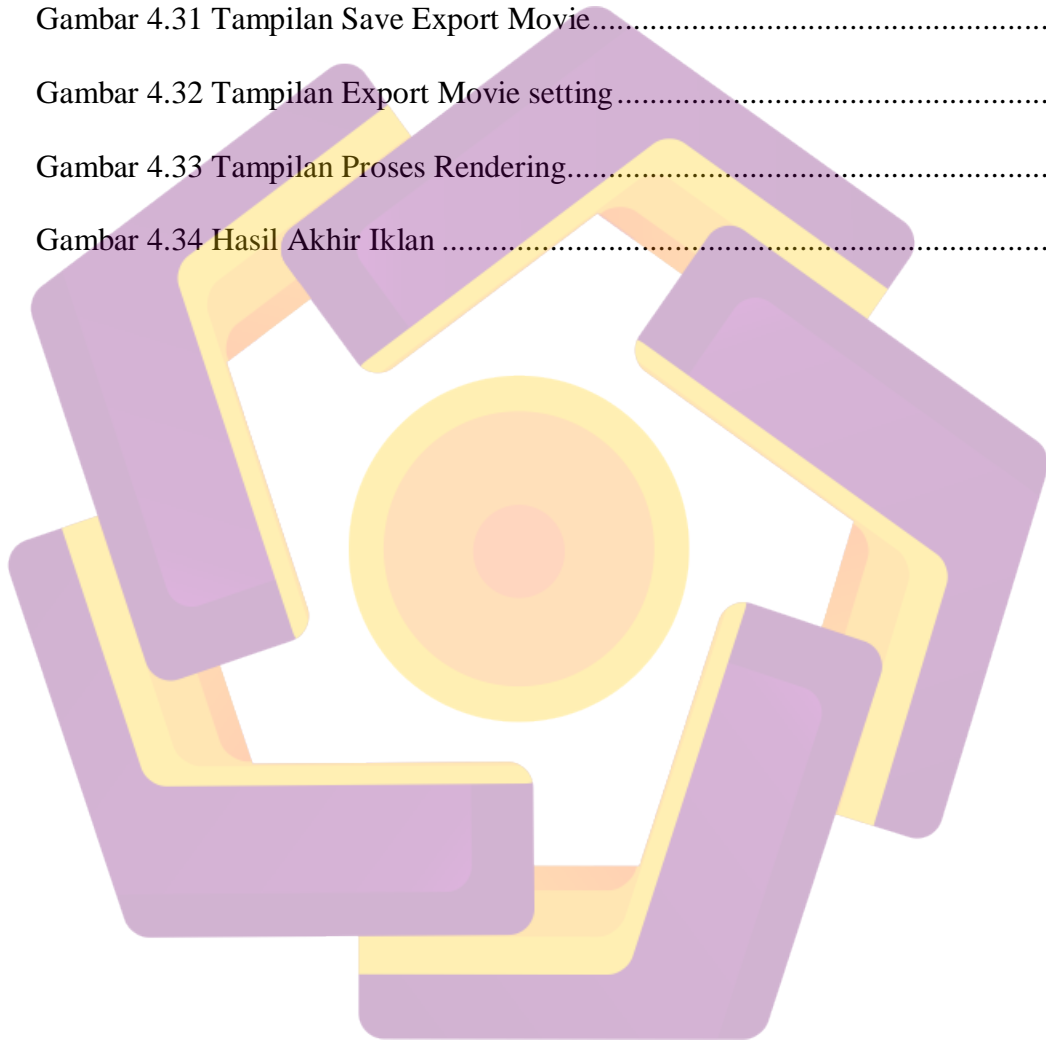 Gambar 4.31 Tampilan Save Export Movie..........................................................
Gambar 4.32 Tampilan Export Movie setting ......................................................
Gambar 4.33 Tampilan Proses Rendering............................................................
Gambar 4.34 Hasil Akhir Iklan ...........................................................................